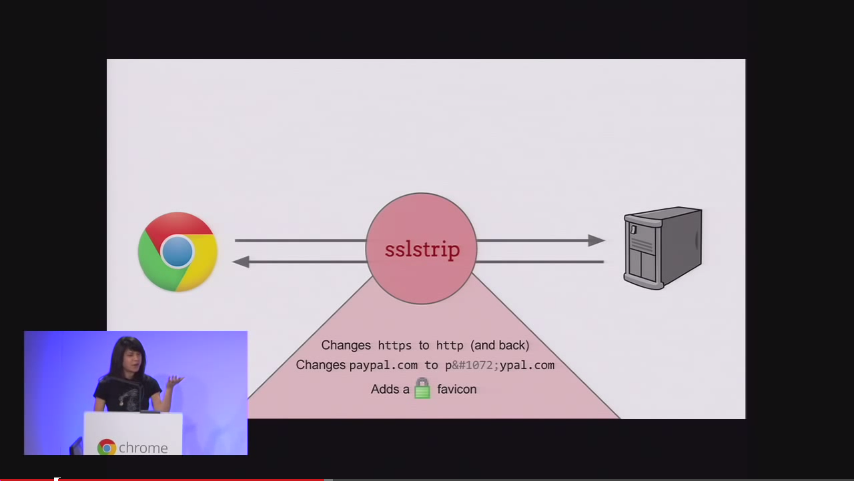 sslstrip
Changes https to http (and back)
Changes paypal.com to p&#1072;ypal.com
Adds a favicon
chrome